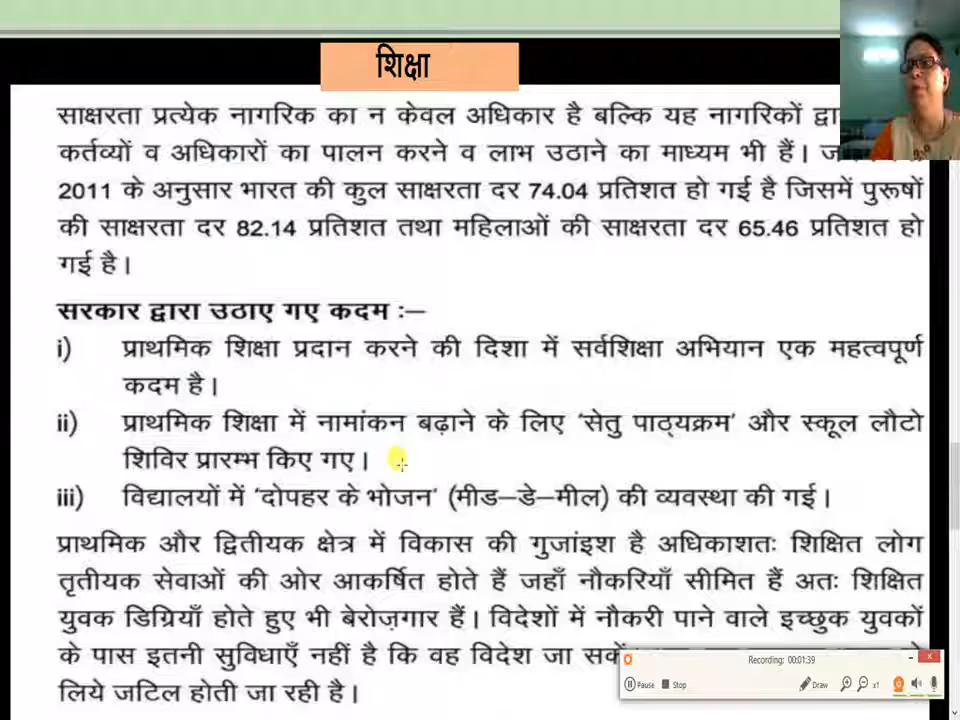 शिक्षा
साक्षरता प्रत्येक नागरिक का न केवल अधिकार है बल्कि यह नागरिकों द्वा
कर्तव्यों व अधिकारों का पालन करने व लाभ उठाने का माध्यम भी हैं।
2011 के अनुसार भारत की कुल साक्षरता दर 74.04 प्रतिशत हो गई है जिसमें पुरूषों
की साक्षरता दर 82.14 प्रतिशत तथा महिलाओं की साक्षरता दर 65.46 प्रतिशत हो
गई है।
सरकार द्वारा उठाए गए कदम :–
i) प्राथमिक शिक्षा प्रदान करने की दिशा में सर्वशिक्षा अभियान एक महत्वपूर्ण
कदम है।
ii) प्राथमिक शिक्षा में नामांकन बढ़ाने के लिए 'सेतु पाठ्यक्रम' और स्कूल लौटो
शिविर प्रारम्भ किए गए।
iii) विद्यालयों में 'दोपहर के भोजन' (मीड–डे–मील) की व्यवस्था की गई।
प्राथमिक और द्वितीयक क्षेत्र में विकास की गुजांइश है अधिकाशतः शिक्षित लोग
तृतीयक सेवाओं की ओर आकर्षित होते हैं जहाँ नौकरियाँ सीमित हैं अतः शिक्षित
युवक डिग्रियाँ होते हुए भी बेरोज़गार हैं। विदेशों में नौकरी पाने वाले इच्छुक युवकों
के पास इतनी सुविधाएँ नहीं है कि वह विदेश जा सकें
लिये जटिल होती जा रही है।
Recording: 00:01:39
Pause Stop Draw x1